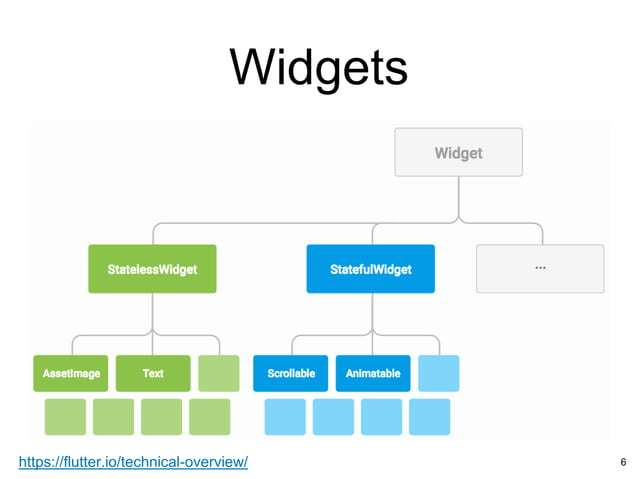 Widgets
Widget
StatelessWidget
StatefulWidget
...
AssetImage
Text
Scrollable
Animatable
https://flutter.io/technical-overview/
6